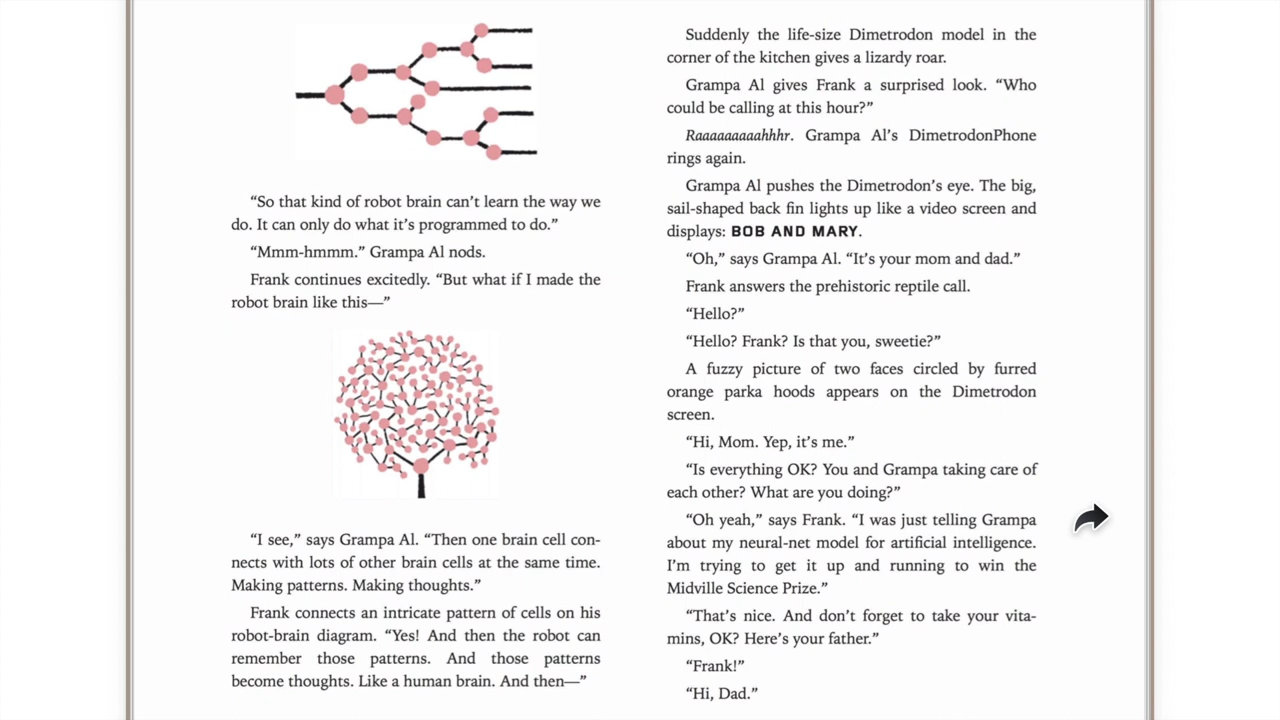 “So that kind of robot brain can’t learn the way we
do. It can only do what it’s programmed to do.”
“Mmm-hmmm.” Grampa Al nods.
Frank continues excitedly. “But what if I made the
robot brain like this—”
“I see,” says Grampa Al. “Then one brain cell con-
nects with lots of other brain cells at the same time.
Making patterns. Making thoughts.”
Frank connects an intricate pattern of cells on his
robot-brain diagram. “Yes! And then the robot can
remember those patterns. And those patterns
become thoughts. Like a human brain. And then—”
Suddenly the life-size Dimetrodon model in the
corner of the kitchen gives a lizardy roar.
Grampa Al gives Frank a surprised look. “Who
could be calling at this hour?”
Raaaaaaaaahhhr. Grampa Al’s DimetrodonPhone
rings again.
Grampa Al pushes the Dimetrodon’s eye. The big,
sail-shaped back fin lights up like a video screen and
displays: BOB AND MARY.
“Oh,” says Grampa Al. “It’s your mom and dad.”
Frank answers the prehistoric reptile call.
“Hello?”
“Hello? Frank? Is that you, sweetie?”
A fuzzy picture of two faces circled by furred
orange parka hoods appears on the Dimetrodon
screen.
“Hi, Mom. Yep, it’s me.”
“Is everything OK? You and Grampa taking care of
each other? What are you doing?”
“Oh yeah,” says Frank. “I was just telling Grampa
about my neural-net model for artificial intelligence.
I’m trying to get it up and running to win the
Midville Science Prize.”
“That’s nice. And don’t forget to take your vita-
mins, OK? Here’s your father.”
“Frank!”
“Hi, Dad.”